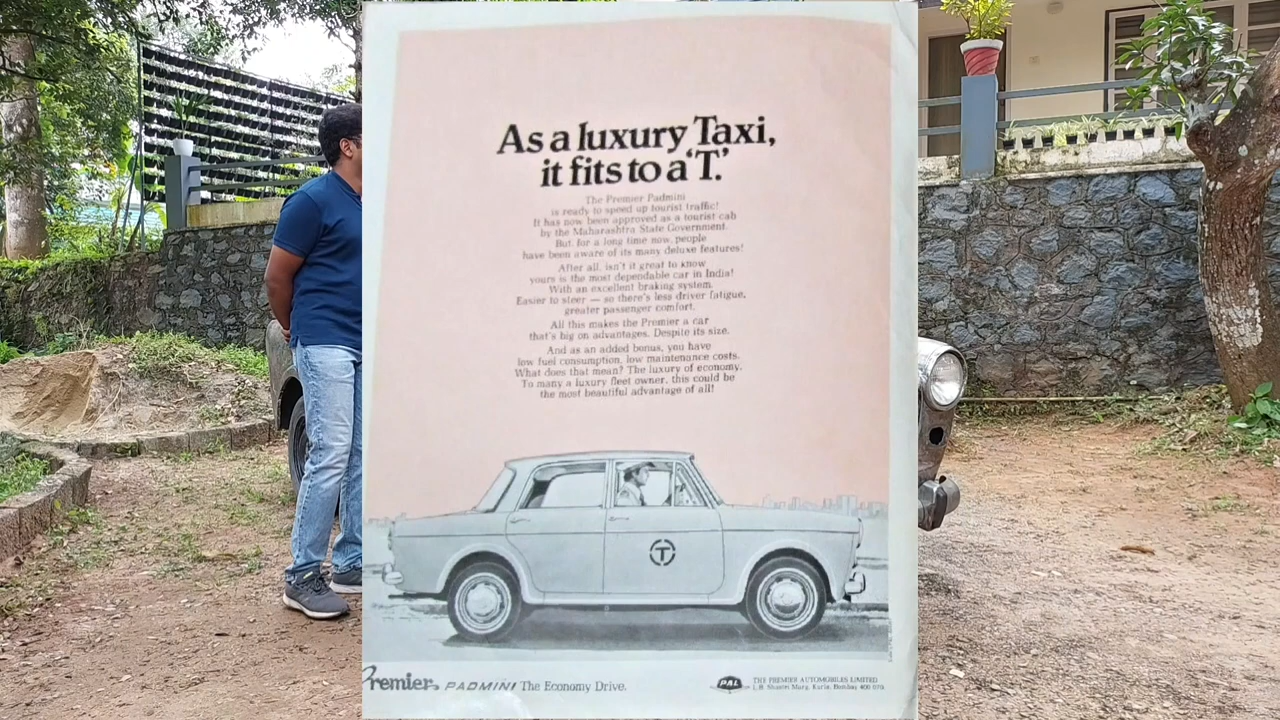 As a luxury Taxi,
it fits to a 'T'.
The Premier Padmini
is ready to speed up tourist traffic!
It has now been approved as a tourist cab
by the Maharashtra State Government.
But, for a long time now, people
have been aware of its many deluxe features!
After all, isn't it great to know
yours is the most dependable car in India!
With an excellent braking system.
Easier to steer — so there's less driver fatigue,
greater passenger comfort.
All this makes the Premier a car
that's big on advantages. Despite its size.
And as an added bonus, you have
low fuel consumption, low maintenance costs.
What does that mean? The luxury of economy.
To many a luxury fleet owner, this could be
the most beautiful advantage of all!
T
Premier PADMINI The Economy Drive.
PAL
THE PREMIER AUTOMOBILES LIMITED
L.B. Shastri Marg, Kurla, Bombay 400 070.